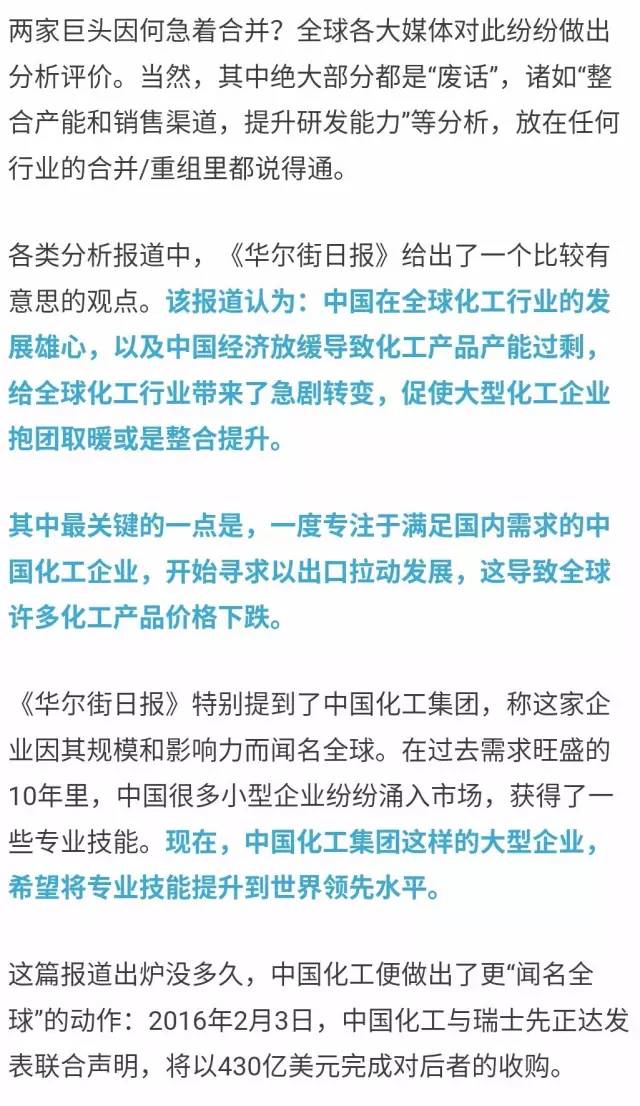 两家巨头因何急着合并？全球各大媒体对此纷纷做出
分析评价。当然，其中绝大部分都是“废话”，诸如“整
合产能和销售渠道，提升研发能力”等分析，放在任何
行业的合并/重组里都说得通。
各类分析报道中，《华尔街日报》给出了一个比较有
意思的观点。该报道认为：中国在全球化工行业的发
展雄心，以及中国经济放缓导致化工产品产能过剩，
给全球化工行业带来了急剧转变，促使大型化工企业
抱团取暖或是整合提升。
其中最关键的一点是，一度专注于满足国内需求的中
国化工企业，开始寻求以出口拉动发展，这导致全球
许多化工产品价格下跌。
《华尔街日报》特别提到了中国化工集团，称这家企
业因其规模和影响力而闻名全球。在过去需求旺盛的
10年里，中国很多小型企业纷纷涌入市场，获得了一
些专业技能。现在，中国化工集团这样的大型企业，
希望将专业技能提升到世界领先水平。
这篇报道出炉没多久，中国化工便做出了更“闻名全
球”的动作：2016年2月3日，中国化工与瑞士先正达发
表联合声明，将以430亿美元完成对后者的收购。